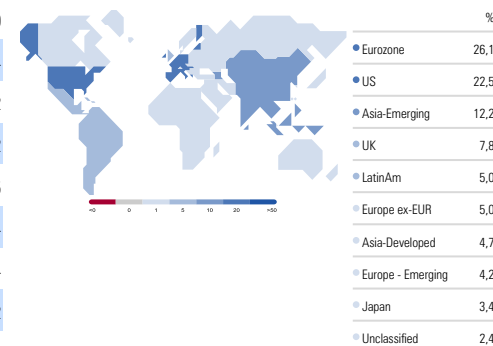 %
Eurozone 26,1
US 22,5
Asia-Emerging 12,2
UK 7,8
LatinAm 5,0
Europe ex-EUR 5,0
Asia-Developed 4,7
Europe - Emerging 4,2
Japan 3,4
Unclassified 2,4
<0 0 1 5 10 20 >50